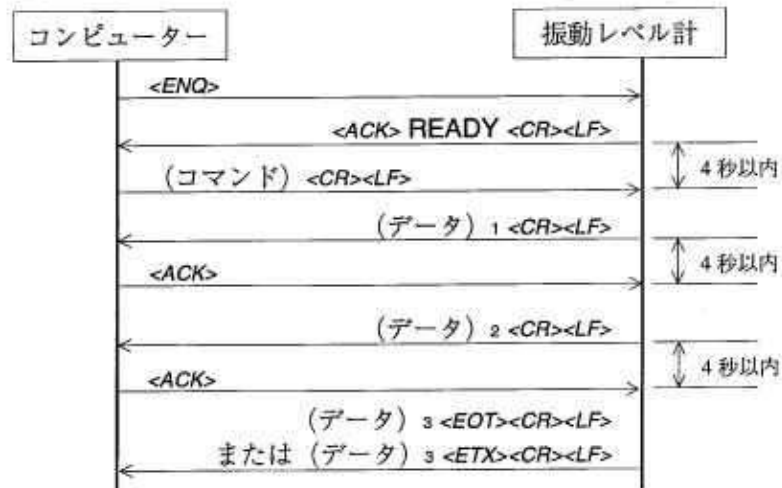 コンピューター
振動レベル計
<ENQ>
<ACK> READY <CR><LF>
4秒以内
(コマンド) <CR><LF>
(データ) 1 <CR><LF>
4秒以内
<ACK>
(データ) 2 <CR><LF>
4秒以内
<ACK>
(データ) 3 <EOT><CR><LF>
または (データ) 3 <ETX><CR><LF>